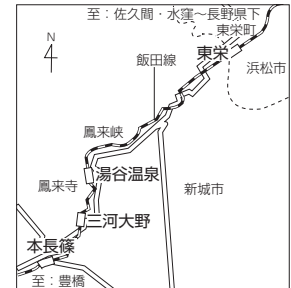 至：佐久間・水窪～長野県下
東栄町
N
飯田線
東栄
浜松市
鳳来峡
湯谷温泉
鳳来寺
新城市
三河大野
本長篠
至：豊橋